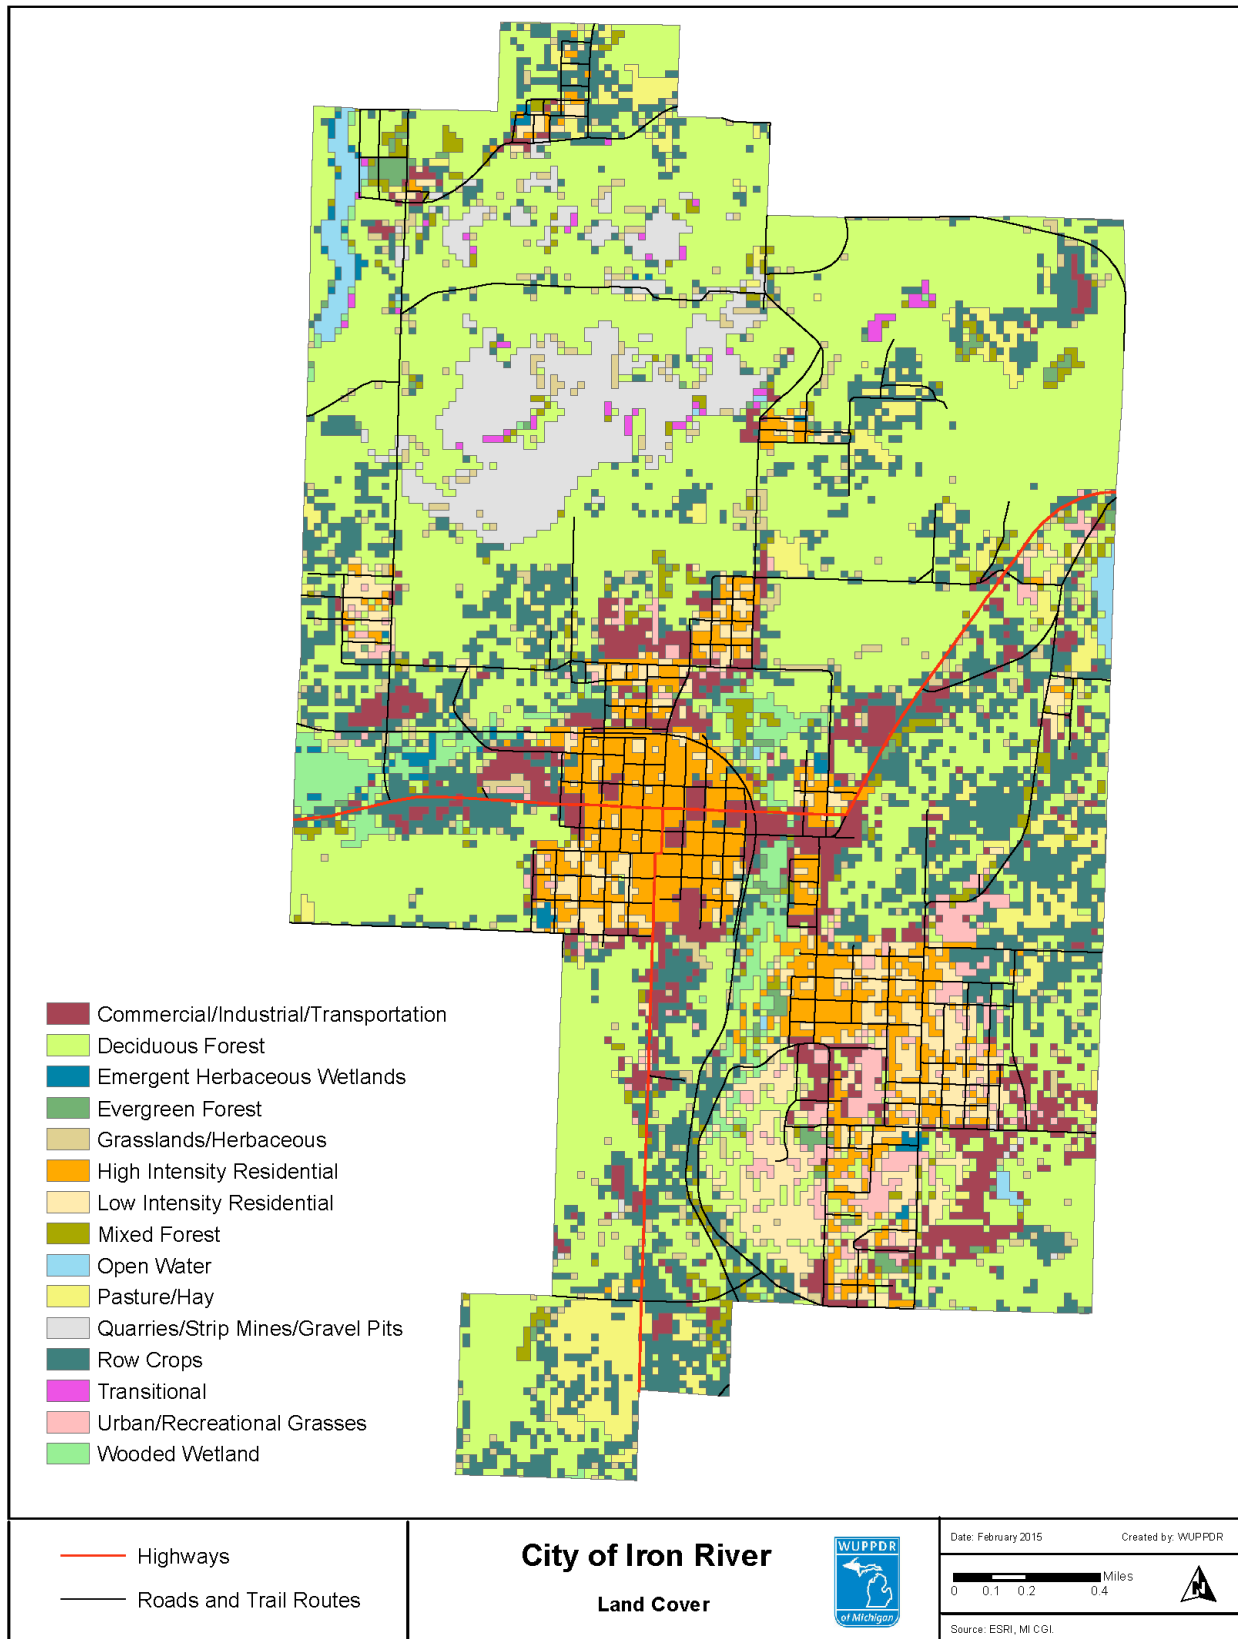 Commercial/Industrial/Transportation
Deciduous Forest
Emergent Herbaceous Wetlands
Evergreen Forest
Grasslands/Herbaceous
High Intensity Residential
Low Intensity Residential
Mixed Forest
Open Water
Pasture/Hay
Quarries/Strip Mines/Gravel Pits
Row Crops
Transitional
Urban/Recreational Grasses
Wooded Wetland
Highways
Roads and Trail Routes
City of Iron River
Land Cover
WUPPDR
of Michigan
Date: February 2015 Created by: WUPPDR
Miles
0 0.1 0.2 0.4
N
Source: ESRI, MI CGI.